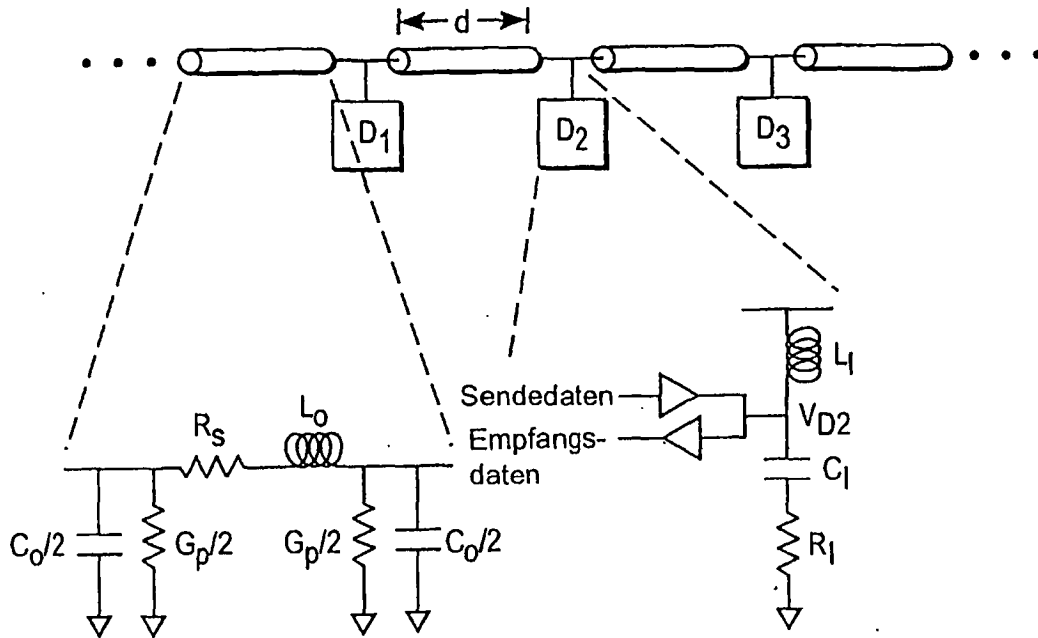 d
D1
D2
D3
LI
Sendedaten
VD2
Empfangs-
daten
CI
RI
RS
LO
CO/2
GP/2
GP/2
CO/2